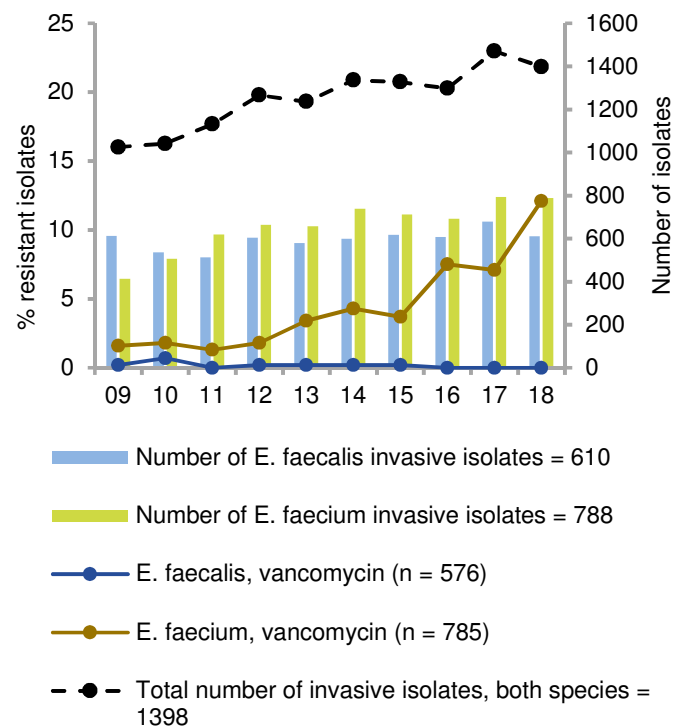 % resistant isolates
25
20
15
10
5
0
Number of isolates
1600
1400
1200
1000
800
600
400
200
0
09 10 11 12 13 14 15 16 17 18
Number of E. faecalis invasive isolates = 610
Number of E. faecium invasive isolates = 788
E. faecalis, vancomycin (n = 576)
E. faecium, vancomycin (n = 785)
Total number of invasive isolates, both species =
1398